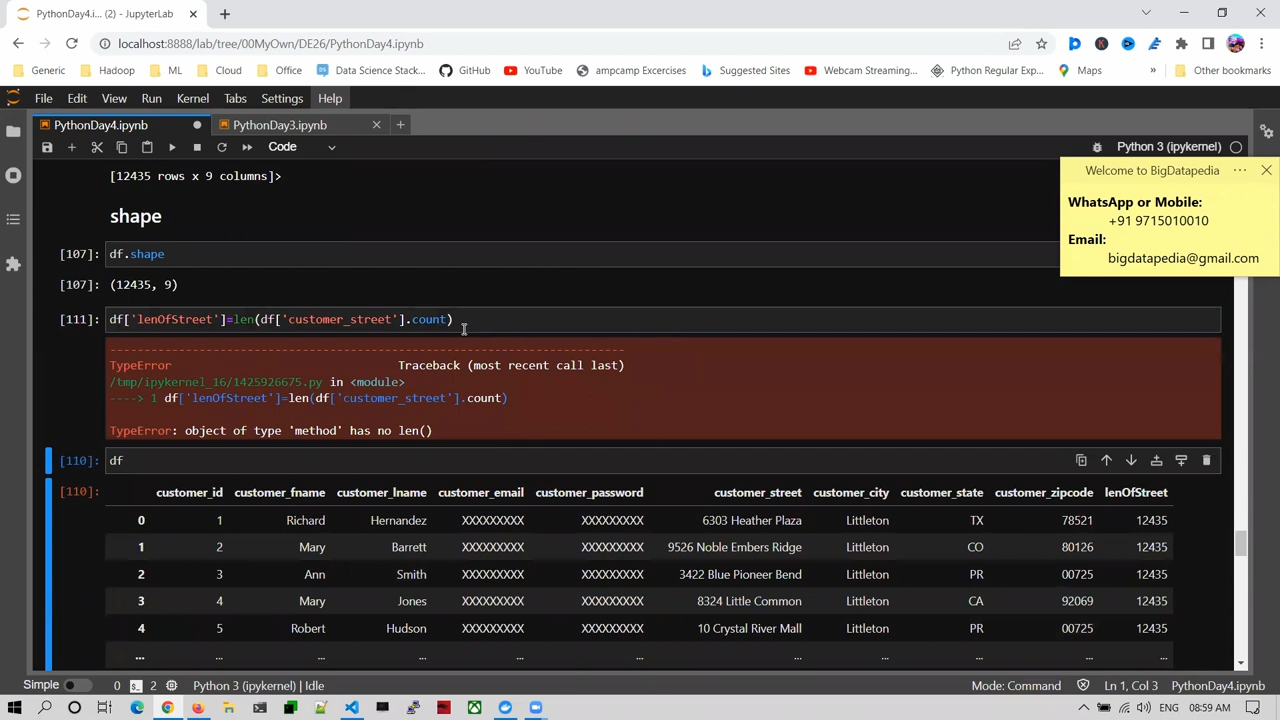 PythonDay4.i... (2) - JupyterLab
localhost:8888/lab/tree/00MyOwn/DE26/PythonDay4.ipynb
Generic Hadoop ML Cloud Office Data Science Stack... GitHub YouTube ampcamp Excercises Suggested Sites Webcam Streaming... Python Regular Exp... Maps » Other bookmarks
File Edit View Run Kernel Tabs Settings Help
PythonDay4.ipynb PythonDay3.ipynb
Code Python 3 (ipykernel)
Welcome to BigDatapedia ...
WhatsApp or Mobile:
+91 9715010010
Email:
bigdatapedia@gmail.com
[12435 rows x 9 columns]>
shape
[107]: df.shape
[107]: (12435, 9)
[111]: df['lenOfStreet']=len(df['customer_street'].count)
---------------------------------------------------------------------------
TypeError Traceback (most recent call last)
/tmp/ipykernel_16/1425926675.py in <module>
----> 1 df['lenOfStreet']=len(df['customer_street'].count)
TypeError: object of type 'method' has no len()
[110]: df
[110]: customer_id customer_fname customer_lname customer_email customer_password customer_street customer_city customer_state customer_zipcode lenOfStreet
0 1 Richard Hernandez XXXXXXXXX XXXXXXXXX 6303 Heather Plaza Littleton TX 78521 12435
1 2 Mary Barrett XXXXXXXXX XXXXXXXXX 9526 Noble Embers Ridge Littleton CO 80126 12435
2 3 Ann Smith XXXXXXXXX XXXXXXXXX 3422 Blue Pioneer Bend Littleton PR 00725 12435
3 4 Mary Jones XXXXXXXXX XXXXXXXXX 8324 Little Common Littleton CA 92069 12435
4 5 Robert Hudson XXXXXXXXX XXXXXXXXX 10 Crystal River Mall Littleton PR 00725 12435
... ... ... ... ... ... ... ... ... ... ...
Simple 0 2 Python 3 (ipykernel) | Idle Mode: Command Ln 1, Col 3 PythonDay4.ipynb
ENG 08:59 AM